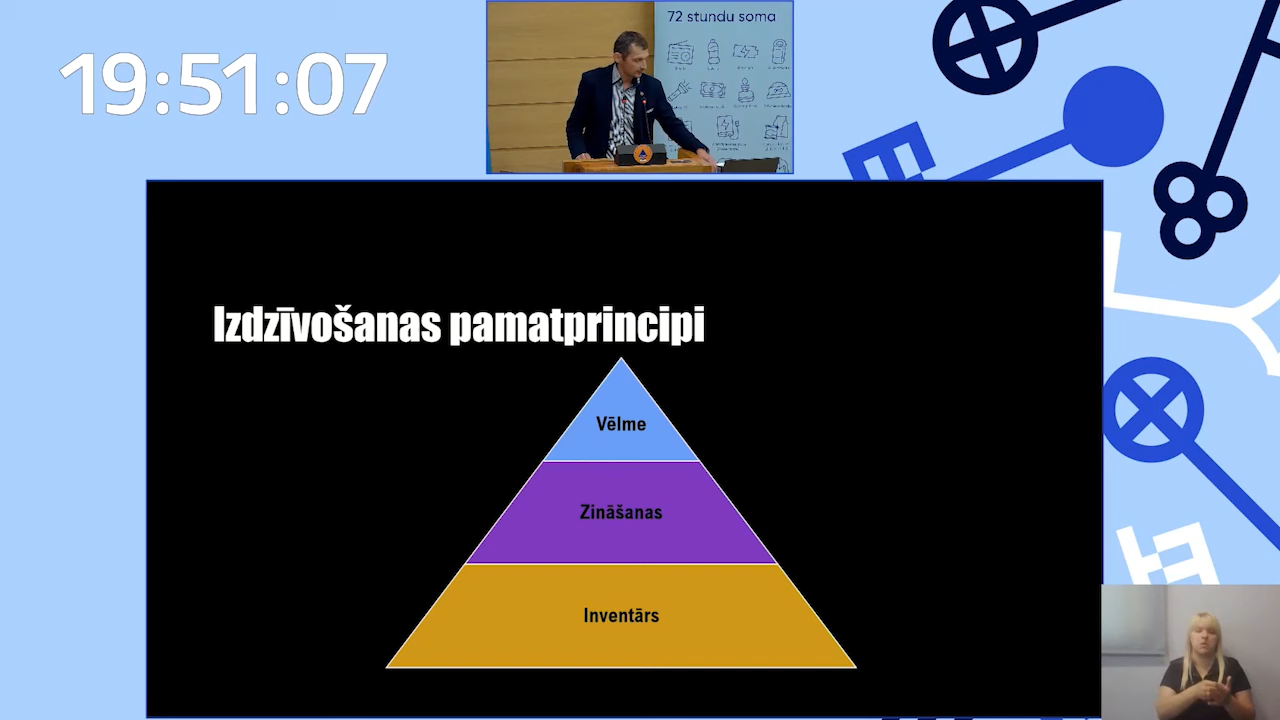 19:51:07
72 stundu soma
Izdzīvošanas pamatprincipi
Vēlme
Zināšanas
Inventārs